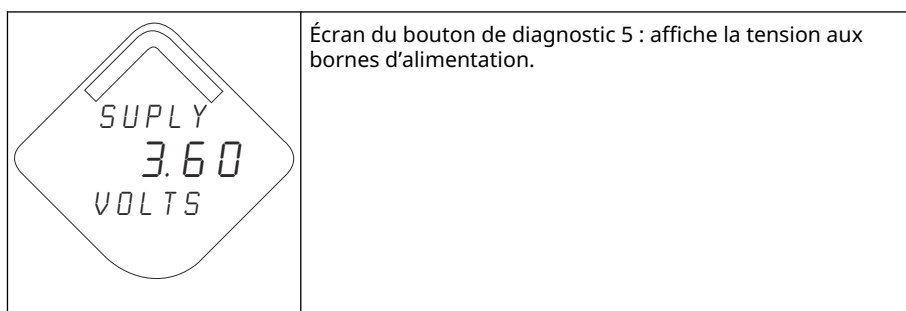 SUPLY
3.60
VOLTS
Écran du bouton de diagnostic 5 : affiche la tension aux
bornes d’alimentation.